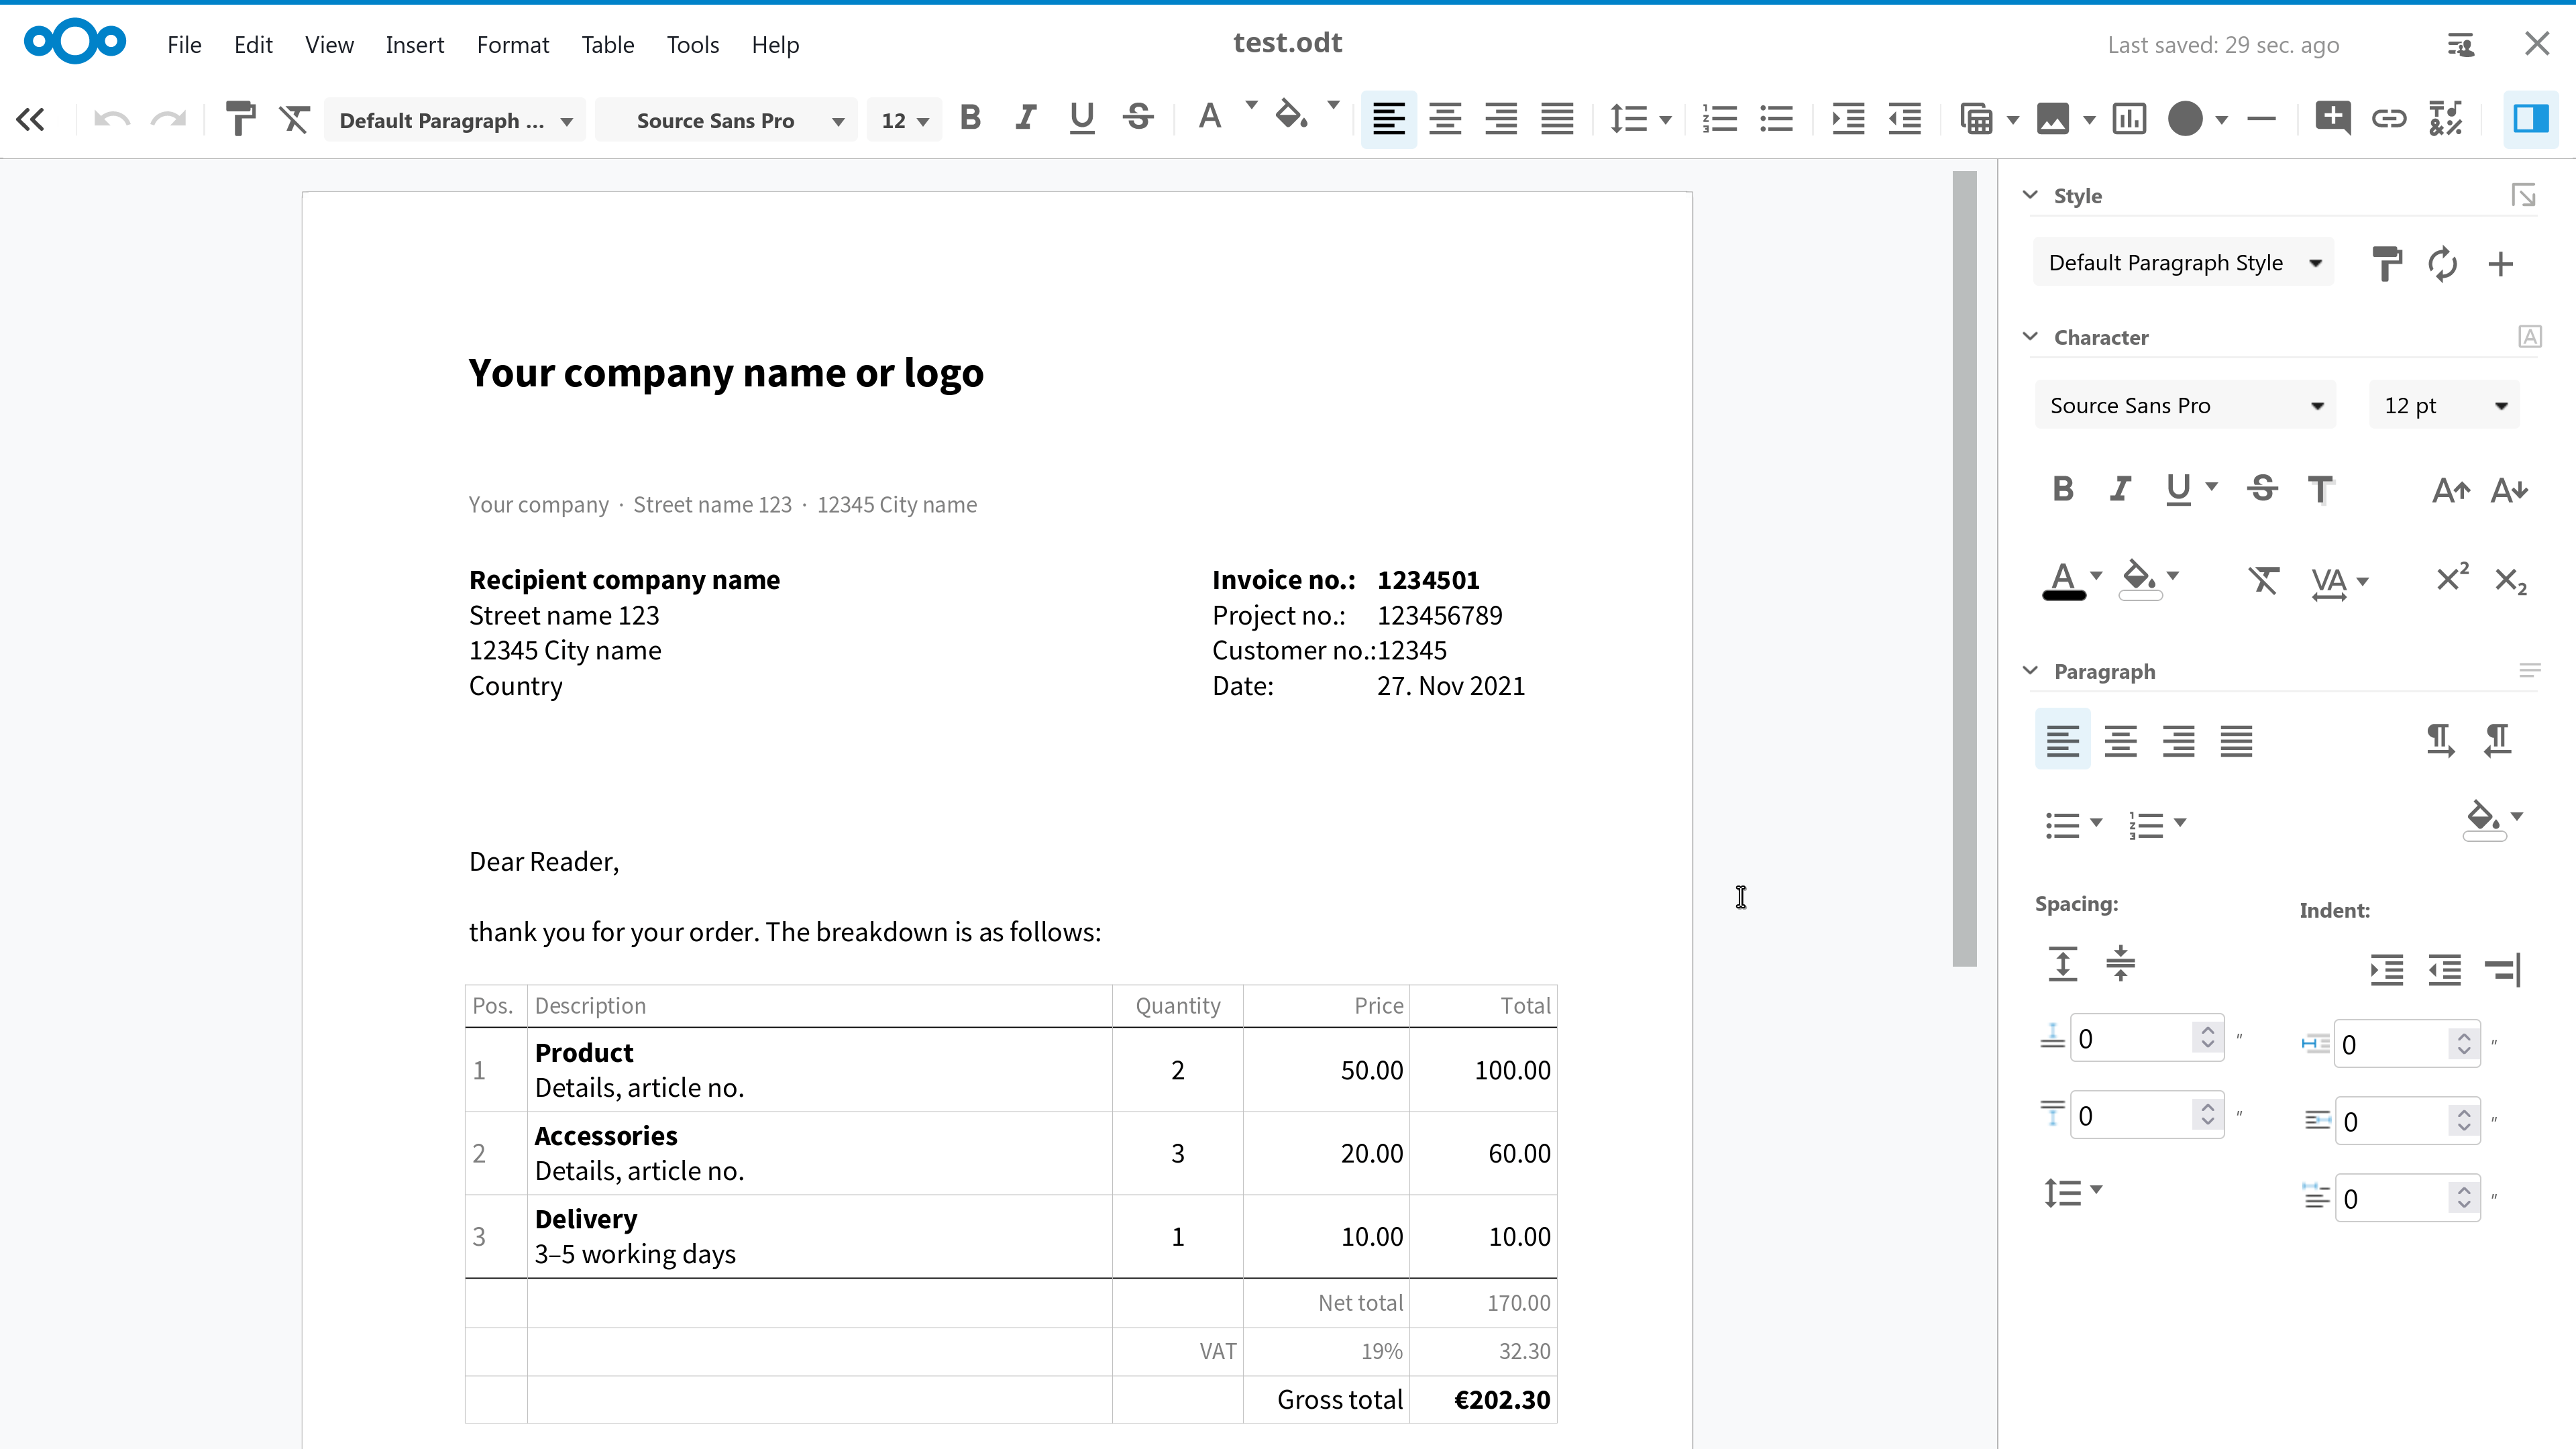 File Edit View Insert Format Table Tools Help
test.odt
Last saved: 29 sec. ago
Default Paragraph ...
Source Sans Pro
12
Style
Default Paragraph Style
Character
Source Sans Pro
12 pt
Paragraph
Spacing:
Indent:
0 "
0 "
0 "
0 "
0 "
Your company name or logo
Your company · Street name 123 · 12345 City name
Recipient company name
Street name 123
12345 City name
Country
Invoice no.: 1234501
Project no.: 123456789
Customer no.:12345
Date: 27. Nov 2021
Dear Reader,
thank you for your order. The breakdown is as follows:
Pos. Description Quantity Price Total
1 Product 2 50.00 100.00
Details, article no.
2 Accessories 3 20.00 60.00
Details, article no.
3 Delivery 1 10.00 10.00
3–5 working days
Net total 170.00
VAT 19% 32.30
Gross total €202.30